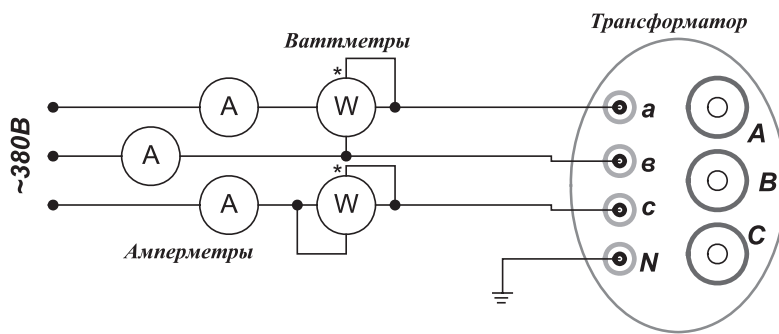 Трансформатор
Ваттметры
*
A
W
a
A
~380В
A
в
B
*
A
W
c
C
Амперметры
N